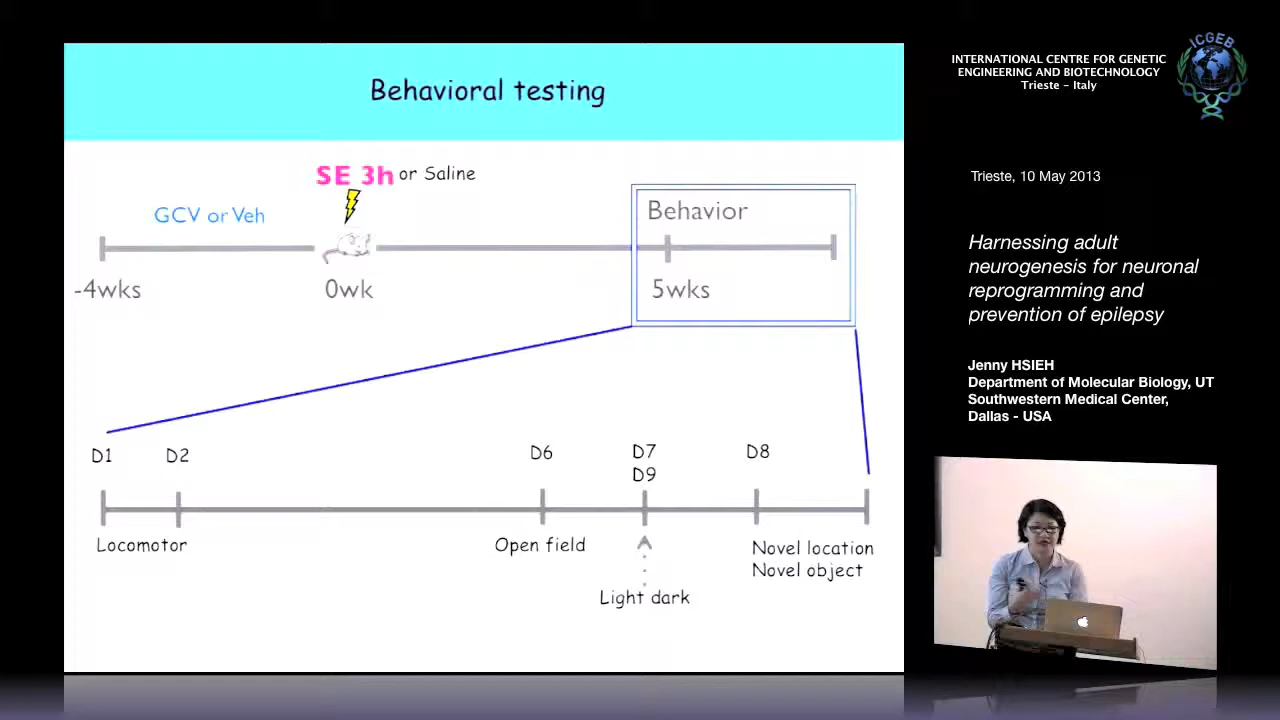 Behavioral testing
SE 3h or Saline
GCV or Veh
Behavior
-4wks
0wk
5wks
D1
D2
D6
D7
D9
D8
Locomotor
Open field
Light dark
Novel location
Novel object
INTERNATIONAL CENTRE FOR GENETIC
ENGINEERING AND BIOTECHNOLOGY
Trieste - Italy
ICGEB
Trieste, 10 May 2013
Harnessing adult
neurogenesis for neuronal
reprogramming and
prevention of epilepsy
Jenny HSIEH
Department of Molecular Biology, UT
Southwestern Medical Center,
Dallas - USA